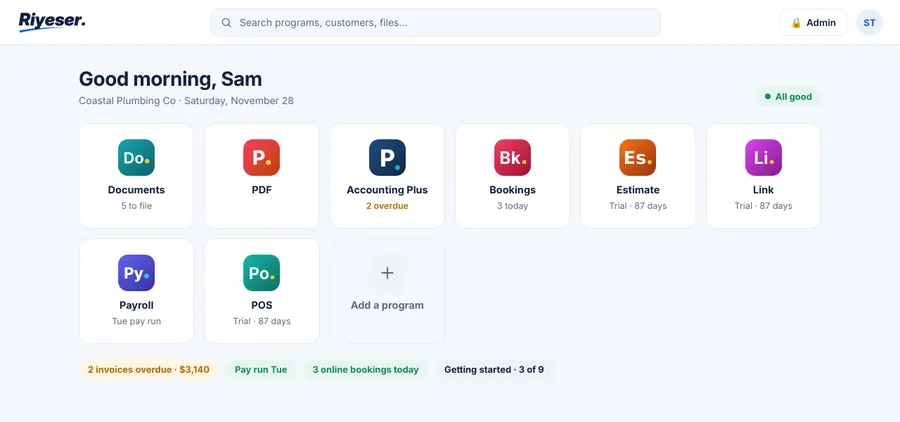 Riyeser.
Search programs, customers, files...
🔒 Admin
ST
Good morning, Sam
Coastal Plumbing Co · Saturday, November 28
All good
Do.
Documents
5 to file
P.
PDF
P.
Accounting Plus
2 overdue
Bk.
Bookings
3 today
Es.
Estimate
Trial · 87 days
Li.
Link
Trial · 87 days
Py.
Payroll
Tue pay run
Po.
POS
Trial · 87 days
+
Add a program
2 invoices overdue · $3,140
Pay run Tue
3 online bookings today
Getting started · 3 of 9